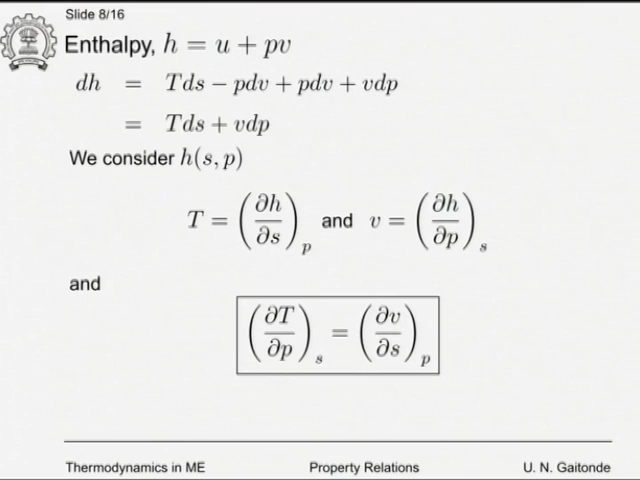 Slide 8/16
Enthalpy, h = u + pv
dh = Tds − pdv + pdv + vdp
= Tds + vdp
We consider h(s, p)
T = (∂h/∂s)_p and v = (∂h/∂p)_s
and
(∂T/∂p)_s = (∂v/∂s)_p
Thermodynamics in ME Property Relations U. N. Gaitonde